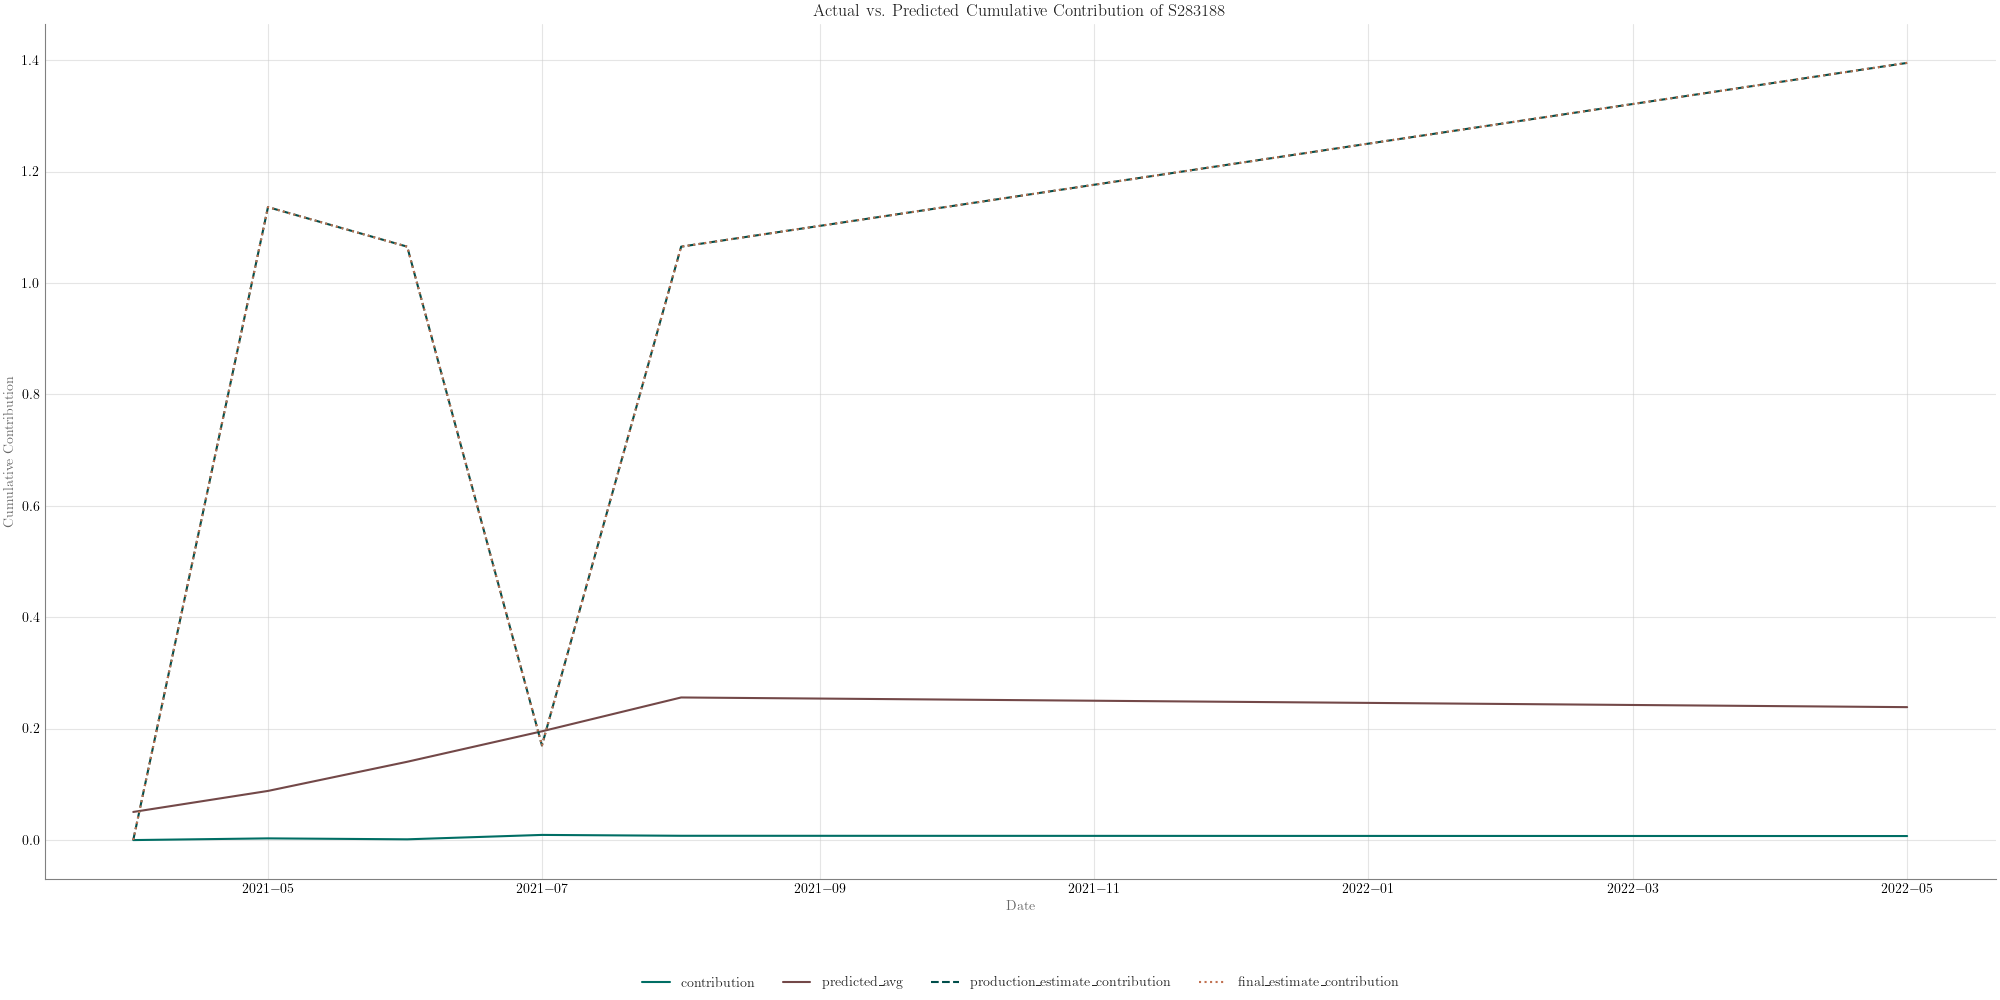 Actual vs. Predicted Cumulative Contribution of S283188
Cumulative Contribution
1.4
1.2
1.0
0.8
0.6
0.4
0.2
0.0
2021−05
2021−07
2021−09
2021−11
2022−01
2022−03
2022−05
Date
contribution
predicted_avg
production_estimate_contribution
final_estimate_contribution